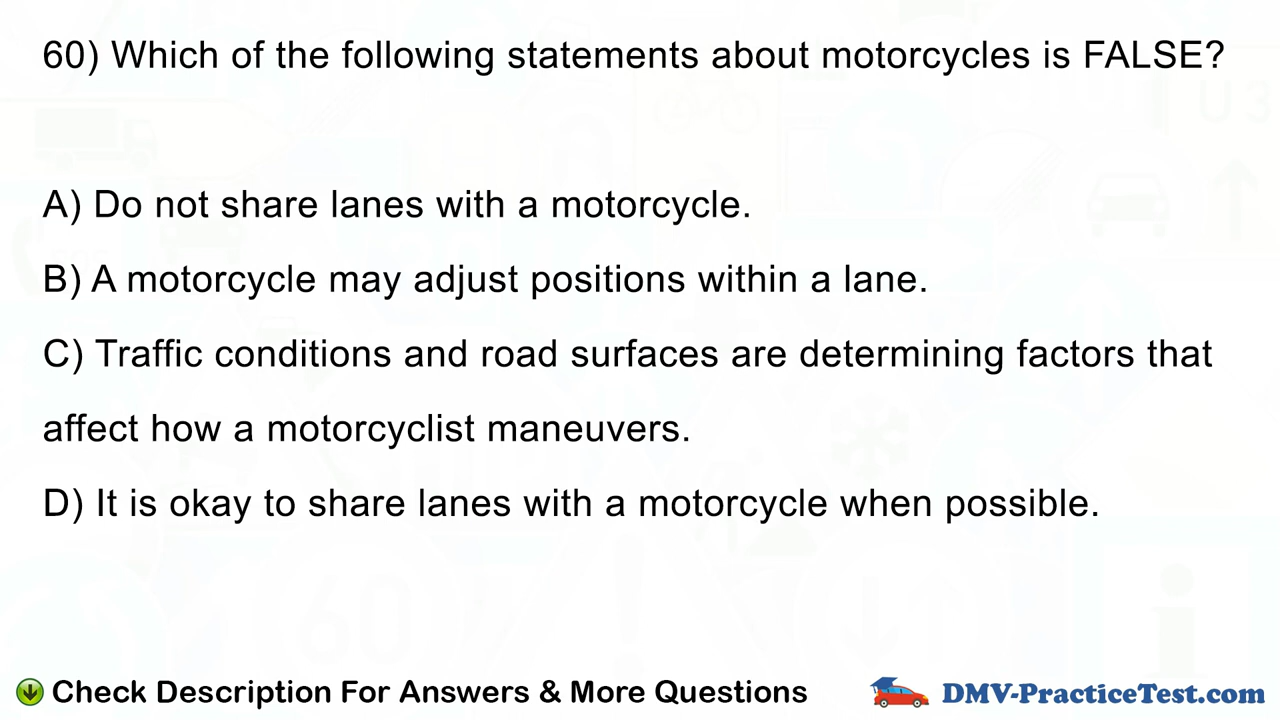 60) Which of the following statements about motorcycles is FALSE?
A) Do not share lanes with a motorcycle.
B) A motorcycle may adjust positions within a lane.
C) Traffic conditions and road surfaces are determining factors that
affect how a motorcyclist maneuvers.
D) It is okay to share lanes with a motorcycle when possible.
Check Description For Answers & More Questions
DMV-PracticeTest.com